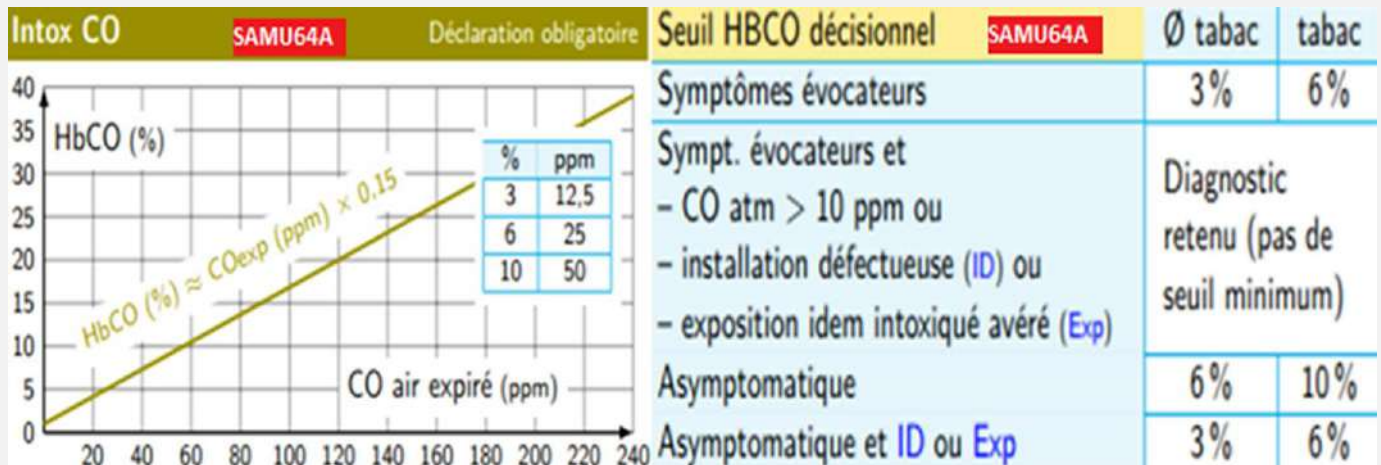 Intox CO SAMU64A Déclaration obligatoire
40
35
30
25
20
15
10
5
0
HbCO (%)
HbCO (%) ≈ COexp (ppm) × 0,15
% ppm
3 12,5
6 25
10 50
CO air expiré (ppm)
20 40 60 80 100 120 140 160 180 200 220 240
Seuil HBCO décisionnel SAMU64A Ø tabac tabac
Symptômes évocateurs 3 % 6 %
Sympt. évocateurs et
– CO atm > 10 ppm ou
– installation défectueuse (ID) ou
– exposition idem intoxiqué avéré (Exp)
Diagnostic
retenu (pas de
seuil minimum)
Asymptomatique 6 % 10 %
Asymptomatique et ID ou Exp 3 % 6 %